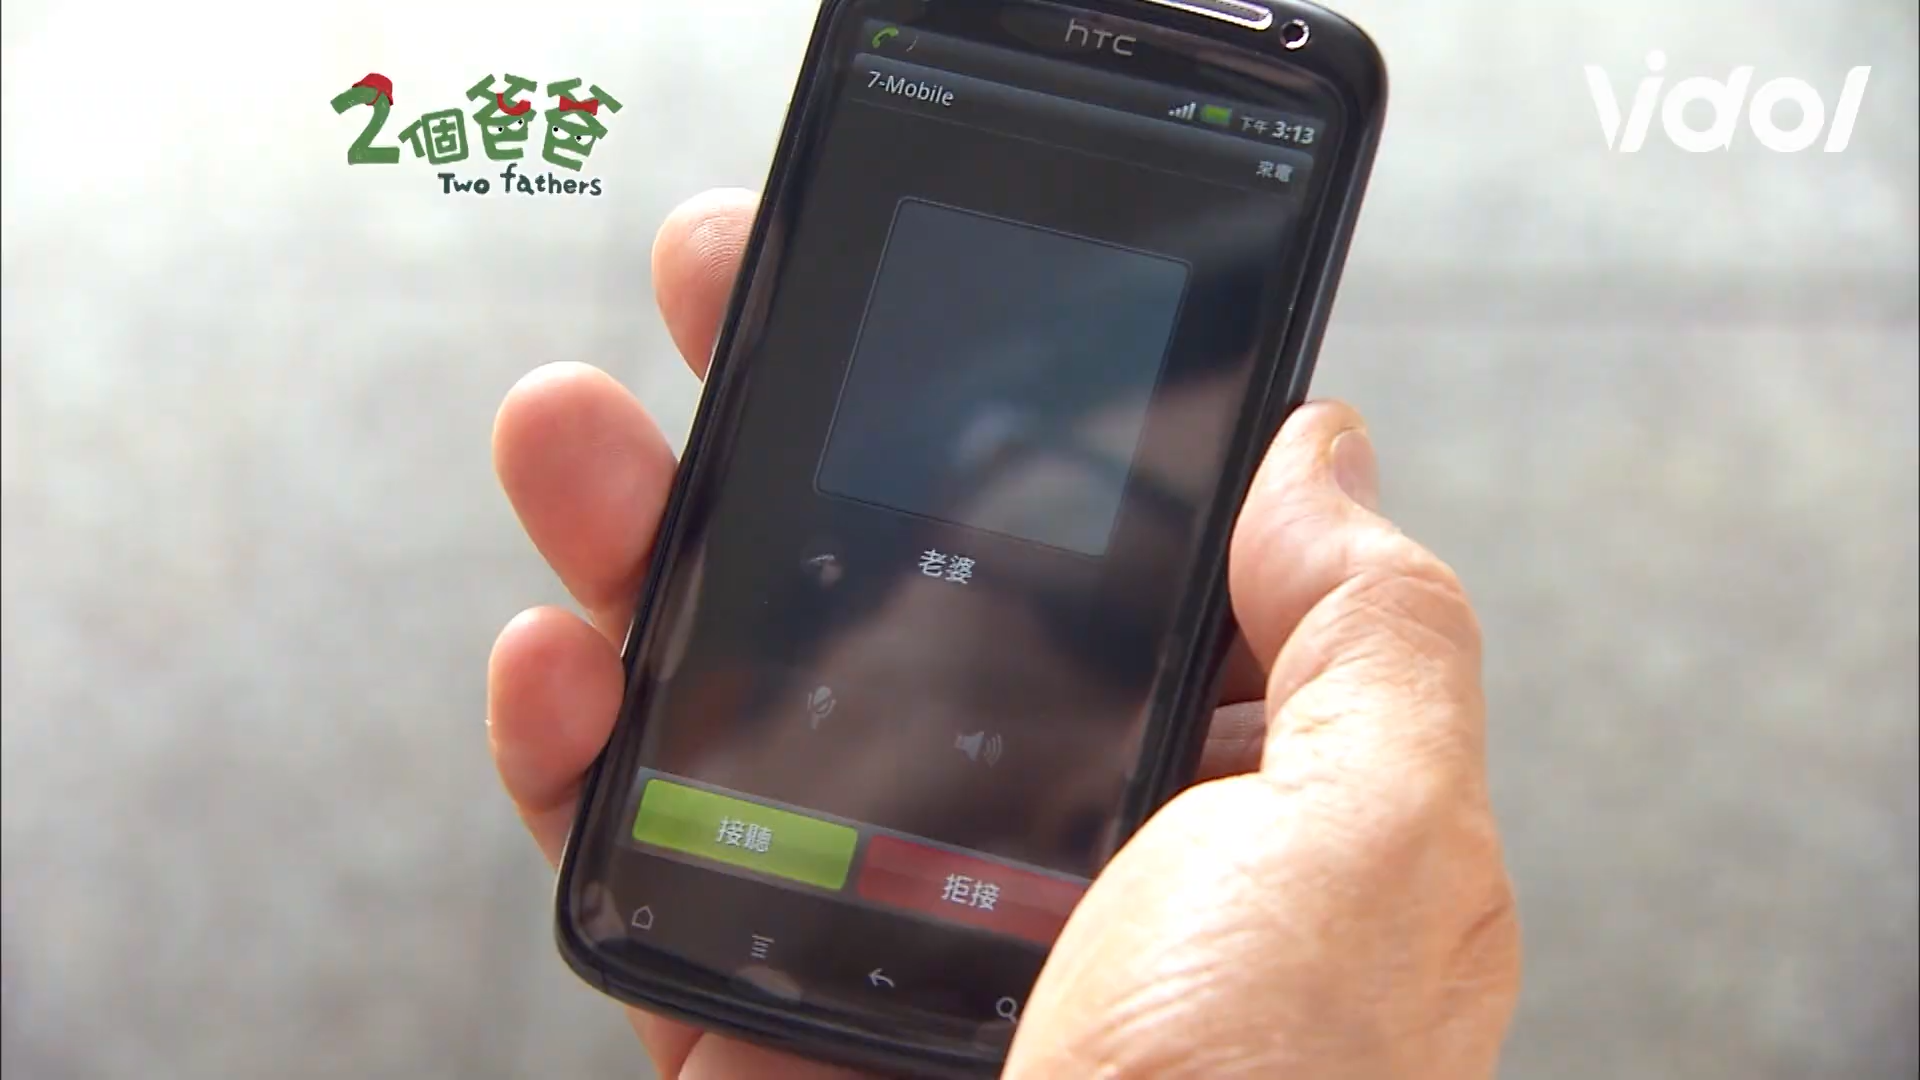 2個爸爸
Two fathers
vidol
hTC
7-Mobile
下午 3:13
來電
老婆
接聽
拒接